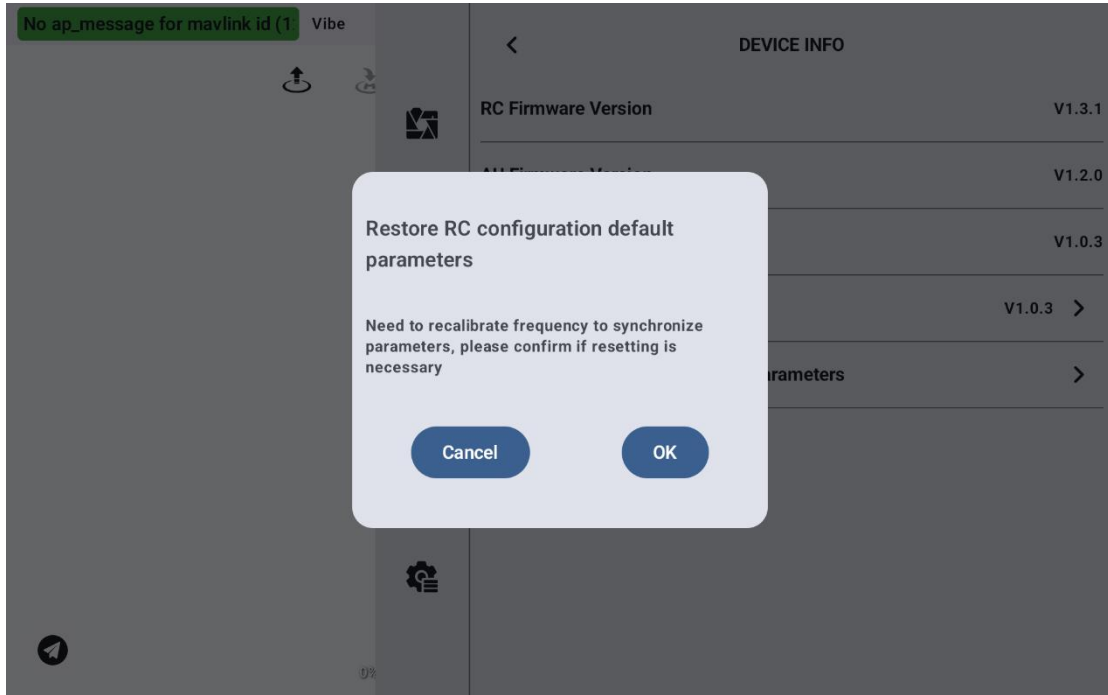 No ap_message for mavlink id (1
Vibe
DEVICE INFO
RC Firmware Version
V1.3.1
V1.2.0
V1.0.3
V1.0.3
rameters
Restore RC configuration default
parameters
Need to recalibrate frequency to synchronize
parameters, please confirm if resetting is
necessary
Cancel
OK